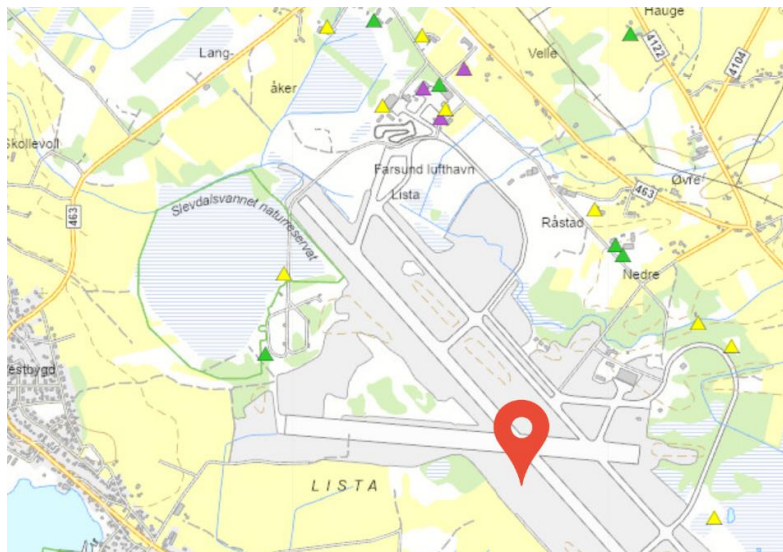 Hauge
Lang-
åker
Velle
4122
4104
Skollevoll
Farsund lufthavn
Lista
463
Øvre
Slevdalsvannet naturreservat
463
Råstad
Nedre
estbygd
LISTA